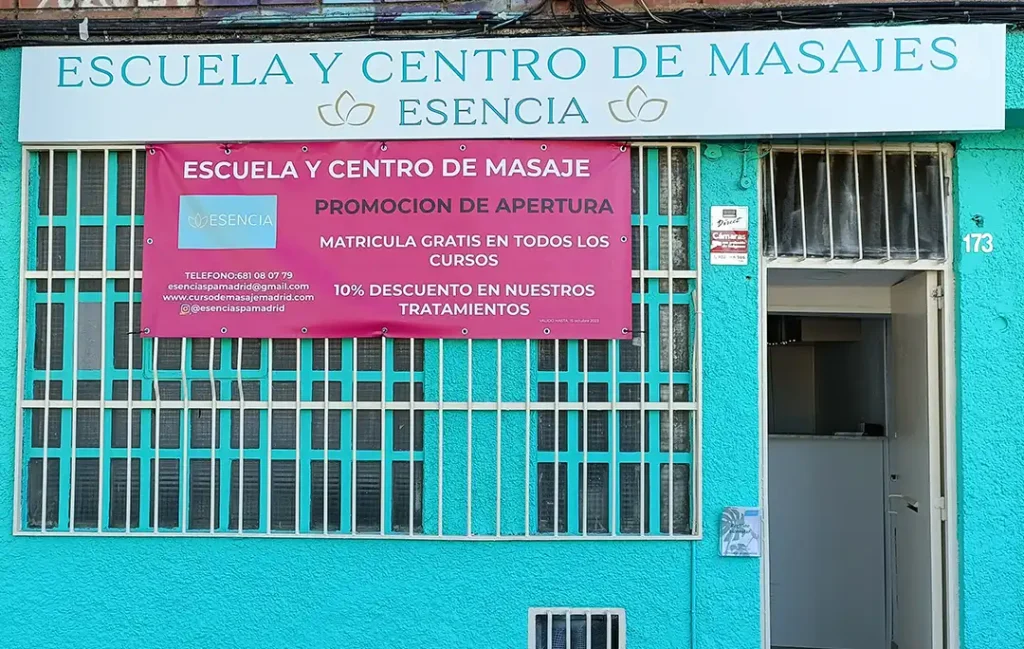 ESCUELA Y CENTRO DE MASAJES
ESENCIA
ESCUELA Y CENTRO DE MASAJE
ESENCIA
PROMOCION DE APERTURA
MATRICULA GRATIS EN TODOS LOS
CURSOS
10% DESCUENTO EN NUESTROS
TRATAMIENTOS
TELEFONO:681 08 07 79
esenciaspamadrid@gmail.com
www.cursodemasajemadrid.com
@esenciaspamadrid
Direct
Cámaras
173